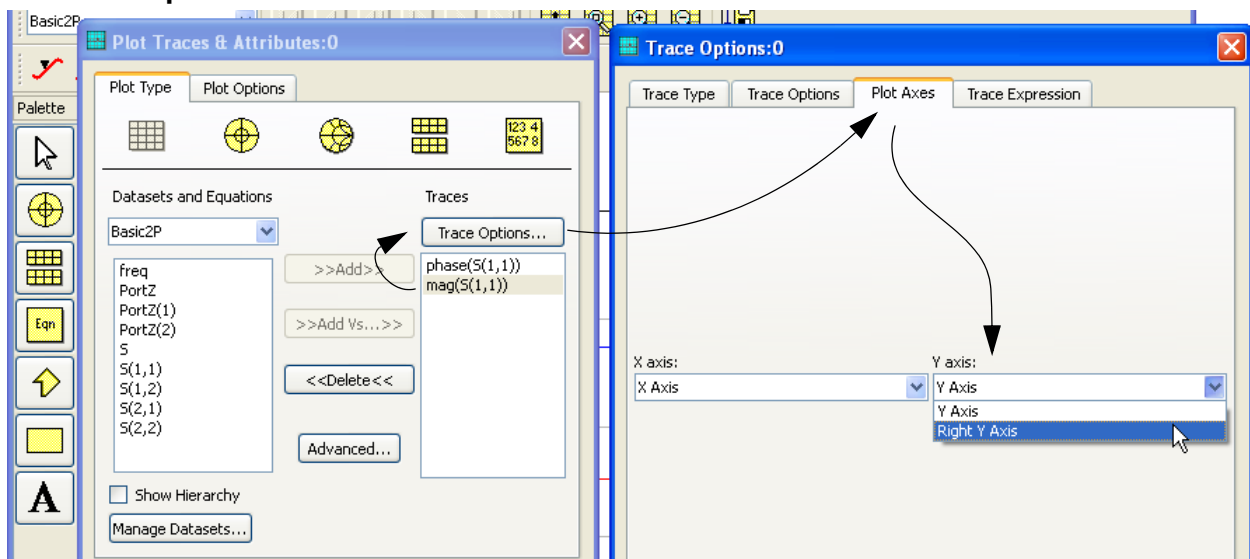 Basic2P
Plot Traces & Attributes:0
Plot Type
Plot Options
Palette
123 4
567 8
Datasets and Equations
Traces
Basic2P
Trace Options...
freq
PortZ
PortZ(1)
PortZ(2)
S
S(1,1)
S(1,2)
S(2,1)
S(2,2)
>>Add>>
>>Add Vs...>>
<<Delete<<
Advanced...
phase(S(1,1))
mag(S(1,1))
Eqn
A
Show Hierarchy
Manage Datasets...
Trace Options:0
Trace Type
Trace Options
Plot Axes
Trace Expression
X axis:
Y axis:
X Axis
Y Axis
Y Axis
Right Y Axis